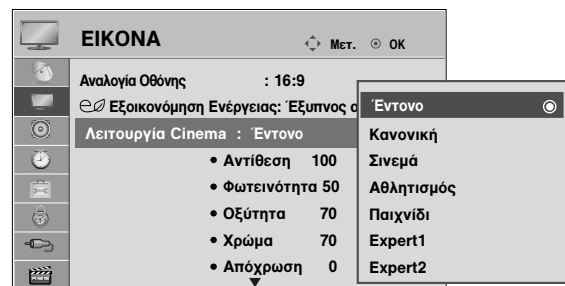 ΕΙΚΟΝΑ
Μετ. OK
Αναλογία Οθόνης : 16:9
Εξοικονόμηση Ενέργειας: Έξυπνος α
Λειτουργία Cinema : Έντονο
• Αντίθεση 100
• Φωτεινότητα 50
• Οξύτητα 70
• Χρώμα 70
• Απόχρωση 0
Έντονο
Κανονική
Σινεμά
Αθλητισμός
Παιχνίδι
Expert1
Expert2